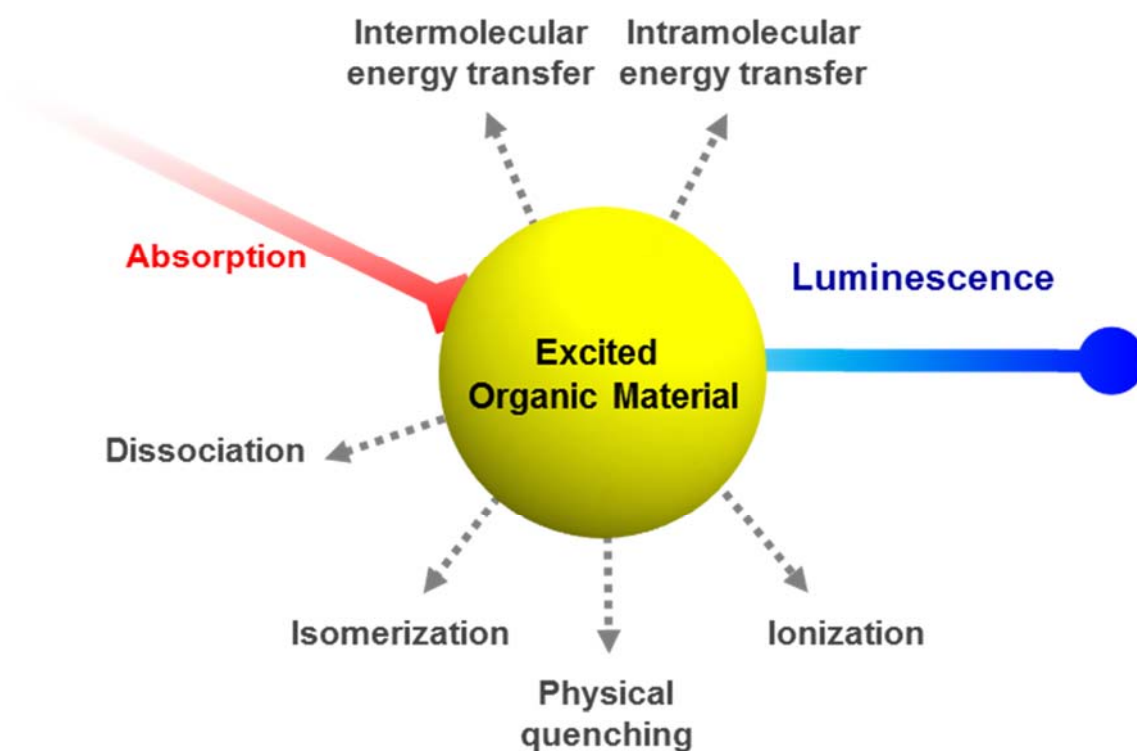 Intermolecular
energy transfer
Intramolecular
energy transfer
Absorption
Luminescence
Excited
Organic Material
Dissociation
Isomerization
Ionization
Physical
quenching